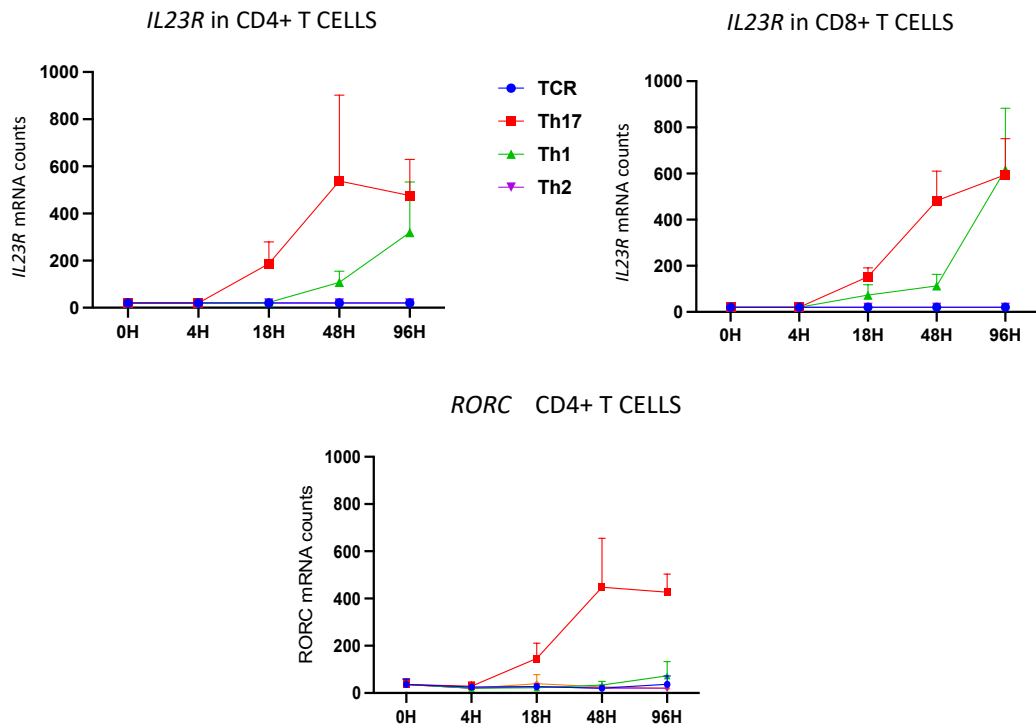 IL23R in CD4+ T CELLS
IL23R mRNA counts
1000
800
600
400
200
0
0H 4H 18H 48H 96H
TCR
Th17
Th1
Th2
IL23R in CD8+ T CELLS
IL23R mRNA counts
1000
800
600
400
200
0
0H 4H 18H 48H 96H
RORC CD4+ T CELLS
RORC mRNA counts
1000
800
600
400
200
0
0H 4H 18H 48H 96H